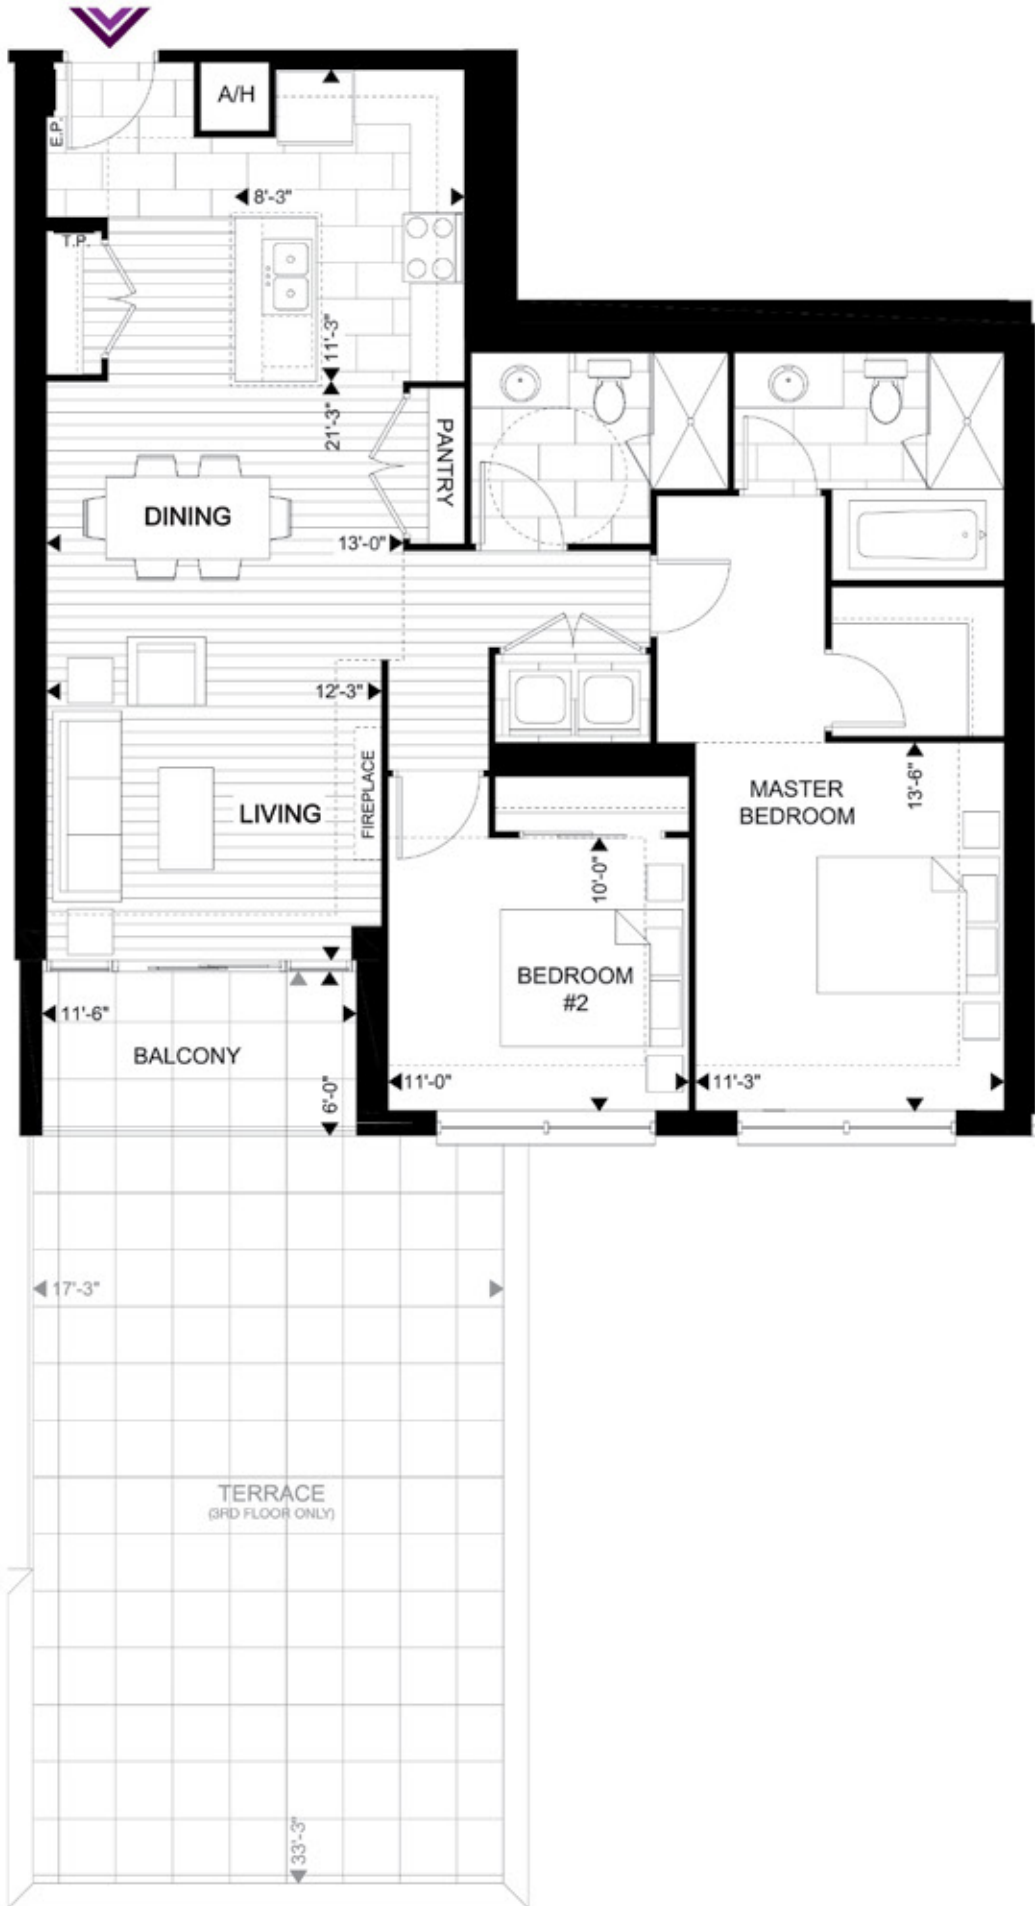 A/H
E.P.
8'-3"
T.P.
11'-3"
21'-3"
PANTRY
DINING
13'-0"
12'-3"
FIREPLACE
LIVING
MASTER
BEDROOM
13'-6"
10'-0"
BEDROOM
#2
11'-6"
BALCONY
6'-0"
11'-0"
11'-3"
17'-3"
TERRACE
(3RD FLOOR ONLY)
33'-3"